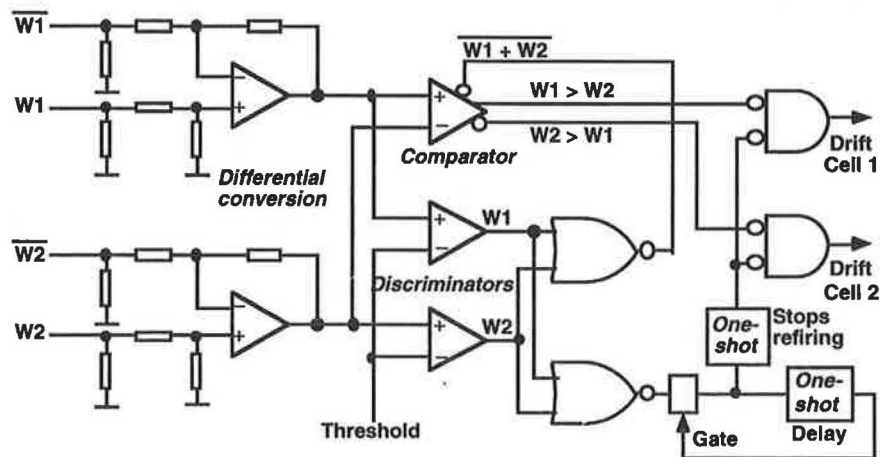 W1
W1
W1 + W2
W1 > W2
W2 > W1
Comparator
Differential
conversion
Drift
Cell 1
W1
W2
W2
Discriminators
W2
Drift
Cell 2
One-
shot
Stops
refiring
One-
shot
Threshold
Gate
Delay